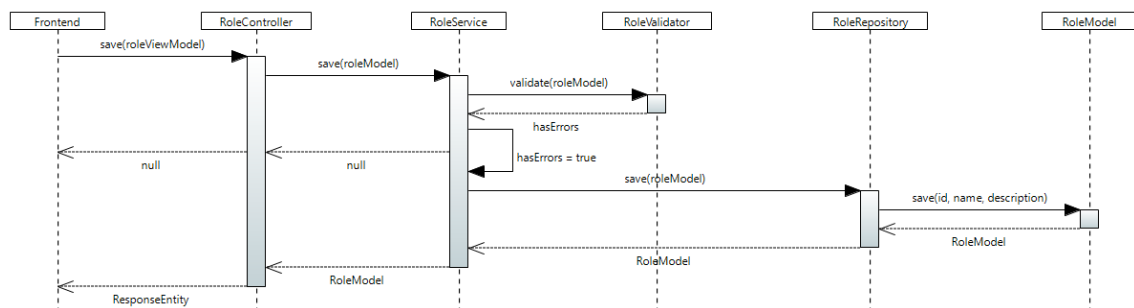 Frontend
RoleController
RoleService
RoleValidator
RoleRepository
RoleModel
save(roleViewModel)
save(roleModel)
validate(roleModel)
hasErrors
null
null
hasErrors = true
save(roleModel)
save(id, name, description)
RoleModel
RoleModel
RoleModel
ResponseEntity